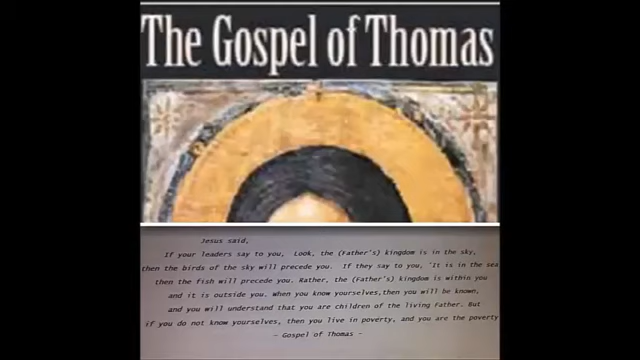 The Gospel of Thomas
Jesus said,
If your leaders say to you, Look, the (Father's) kingdom is in the sky,
then the birds of the sky will precede you. If they say to you, 'It is in the sea
then the fish will precede you. Rather, the (Father's) kingdom is within you
and it is outside you. When you know yourselves, then you will be known,
and you will understand that you are children of the living Father. But
if you do not know yourselves, then you live in poverty, and you are the poverty
— Gospel of Thomas —